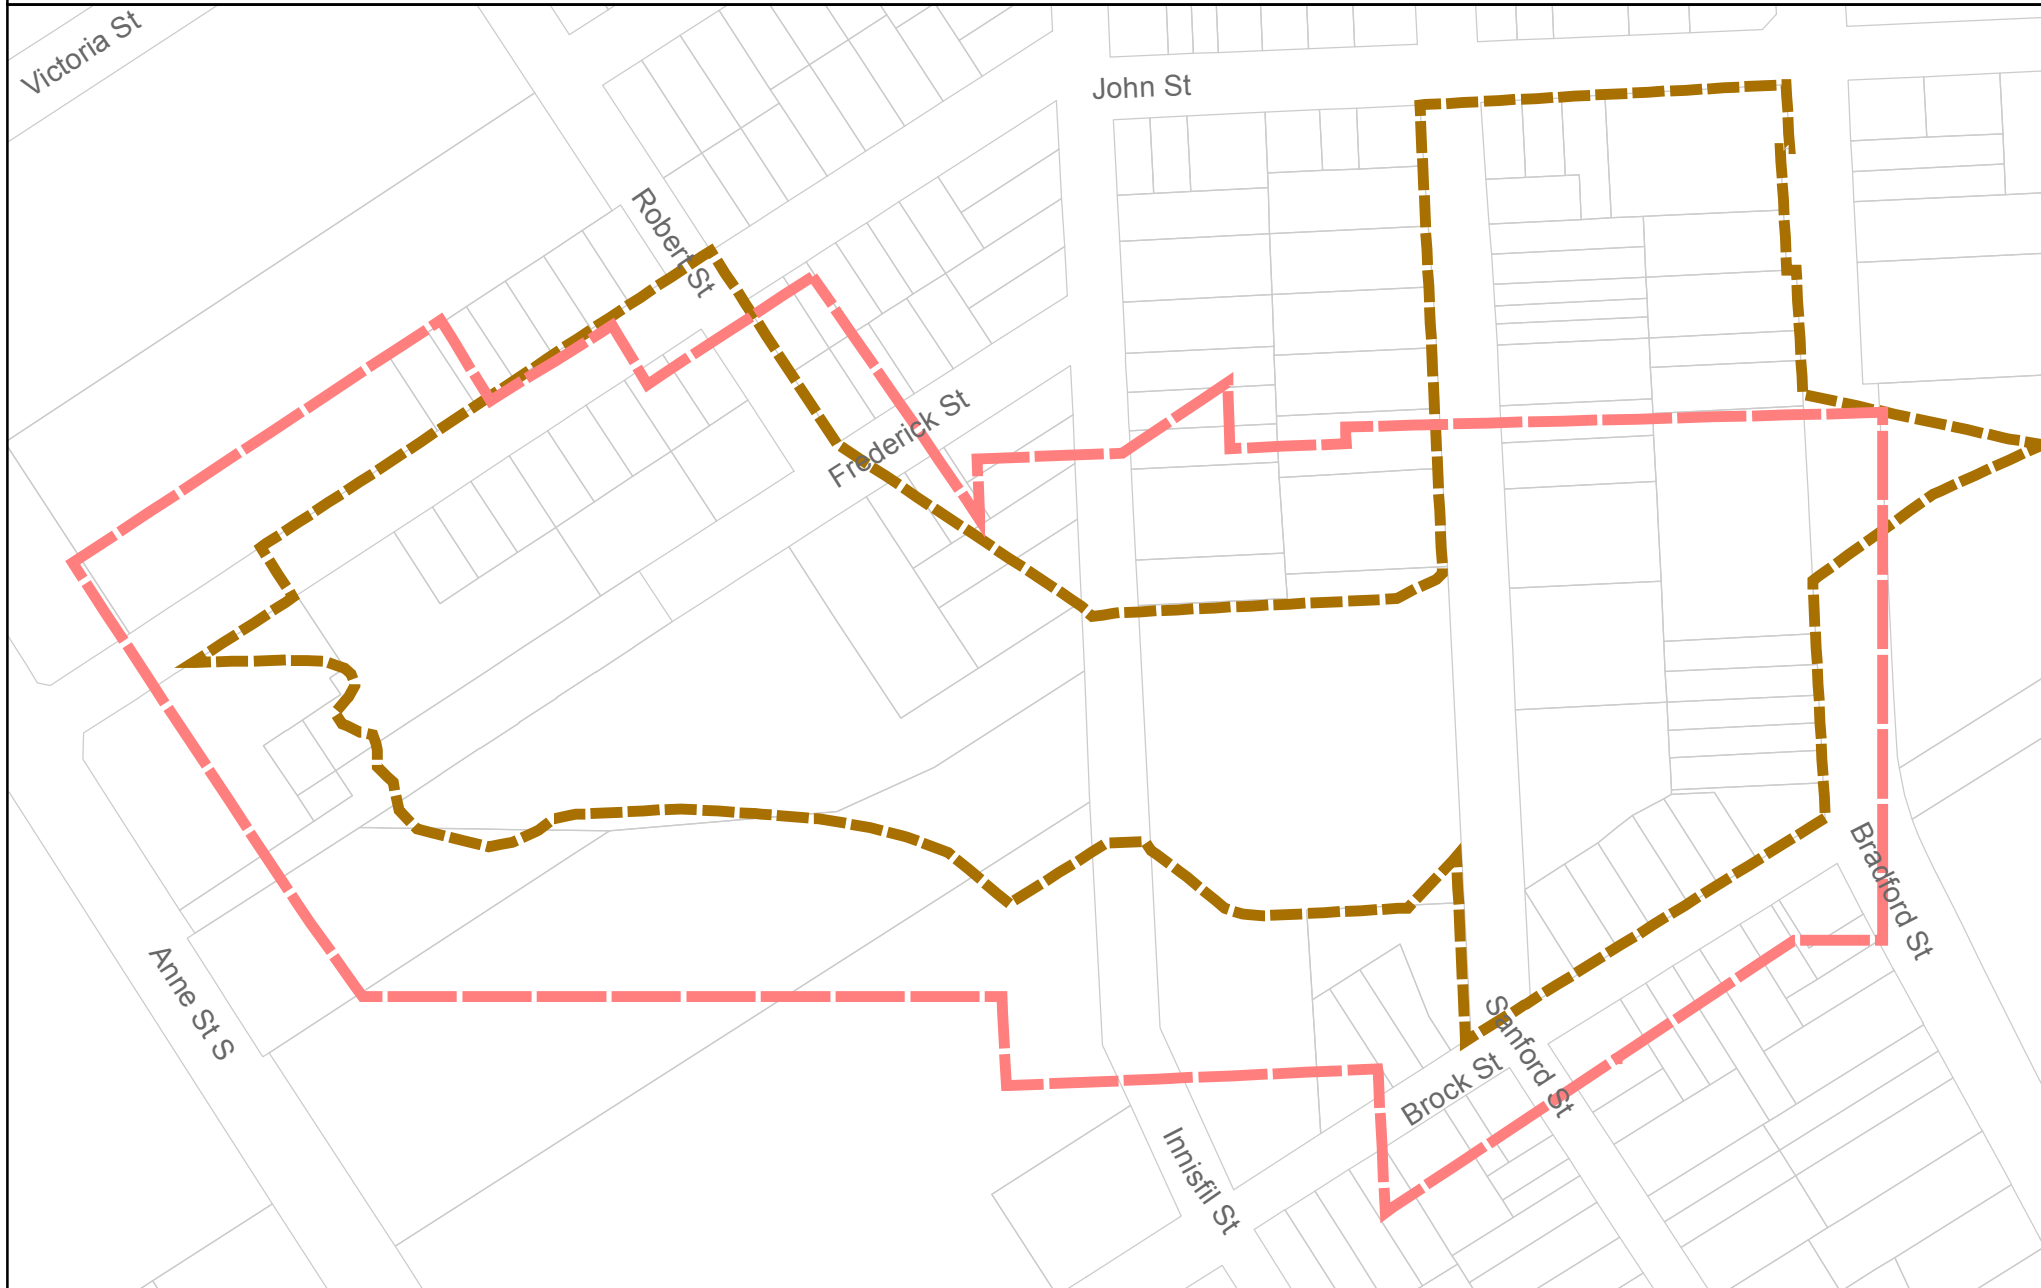 Victoria St
John St
Robert St
Frederick St
Bradford St
Anne St S
Sanford St
Brock St
Innisfil St